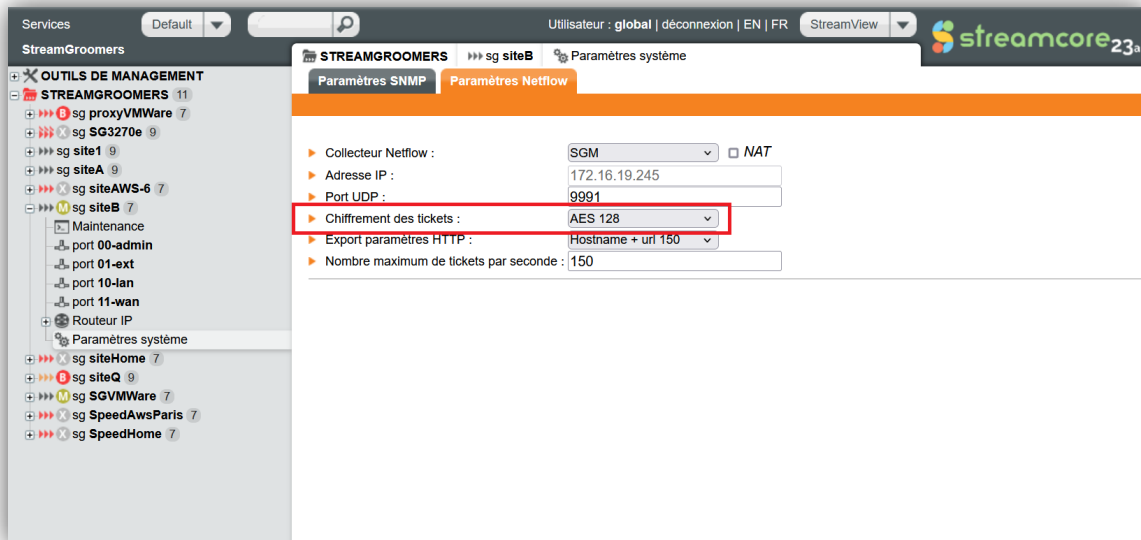 Services Default Utilisateur : global | déconnexion | EN | FR StreamView
streamcore23a
StreamGroomers
STREAMGROOMERS sg siteB Paramètres système
Paramètres SNMP Paramètres Netflow
OUTILS DE MANAGEMENT
STREAMGROOMERS 11
B sg proxyVMWare 7
X sg SG3270e 9
sg site1 9
sg siteA 9
X sg siteAWS-6 7
M sg siteB 7
Maintenance
port 00-admin
port 01-ext
port 10-lan
port 11-wan
Routeur IP
Paramètres système
X sg siteHome 7
B sg siteQ 9
M sg SGVMWare 7
X sg SpeedAwsParis 7
X sg SpeedHome 7
Collecteur Netflow : SGM NAT
Adresse IP : 172.16.19.245
Port UDP : 9991
Chiffrement des tickets : AES 128
Export paramètres HTTP : Hostname + url 150
Nombre maximum de tickets par seconde : 150